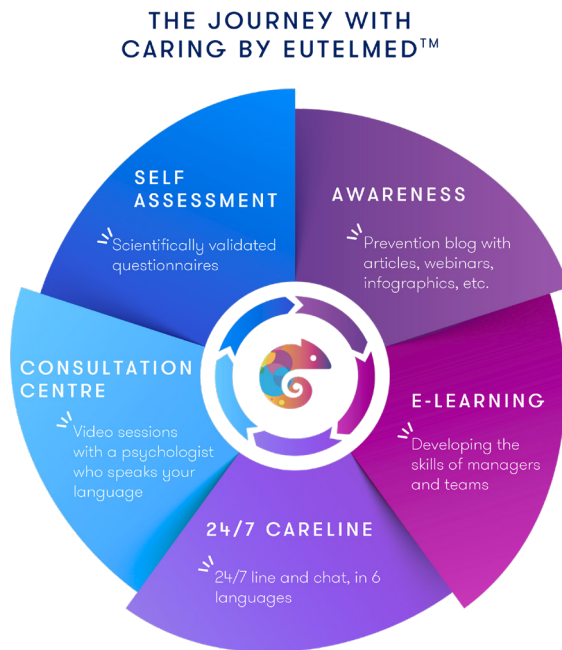 THE JOURNEY WITH
CARING BY EUTELMED™
SELF
ASSESSMENT
Scientifically validated
questionnaires
AWARENESS
Prevention blog with
articles, webinars,
infographics, etc.
E-LEARNING
Developing the
skills of managers
and teams
24/7 CARELINE
24/7 line and chat, in 6
languages
CONSULTATION
CENTRE
Video sessions
with a psychologist
who speaks your
language